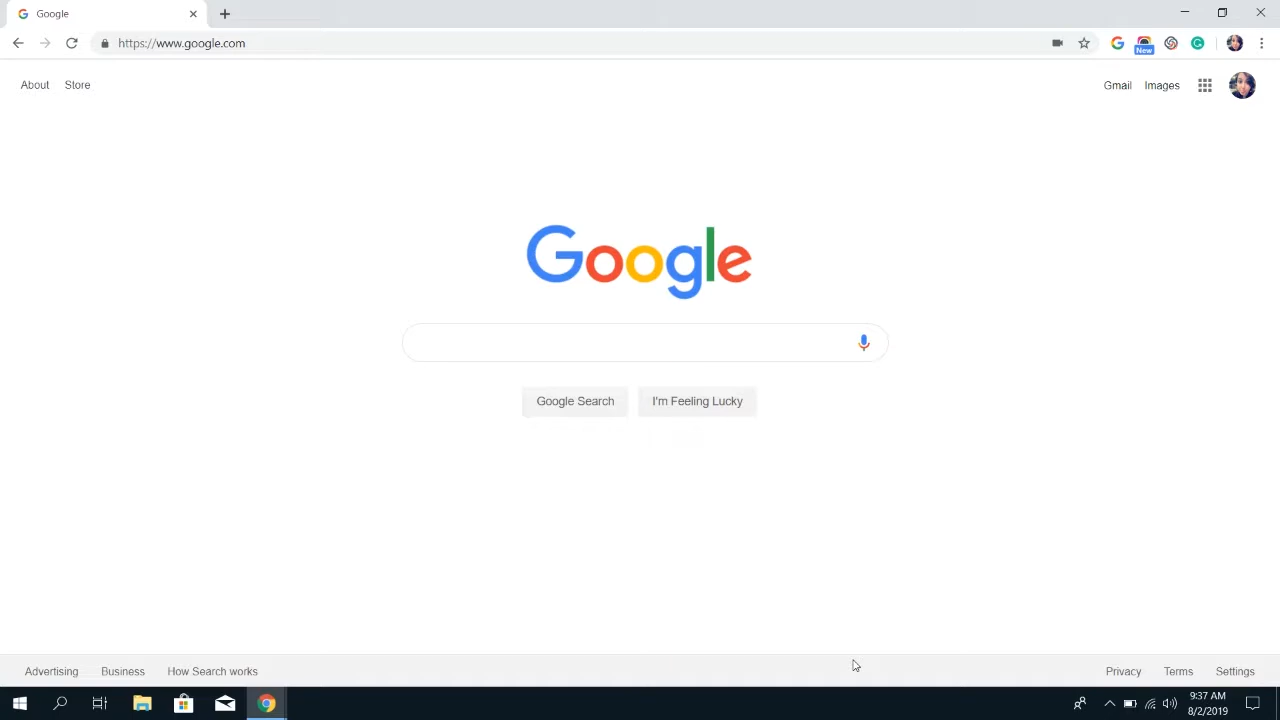 Google
https://www.google.com
New
About Store
Gmail Images
Google
Google Search I'm Feeling Lucky
Advertising Business How Search works
Privacy Terms Settings
9:37 AM
8/2/2019